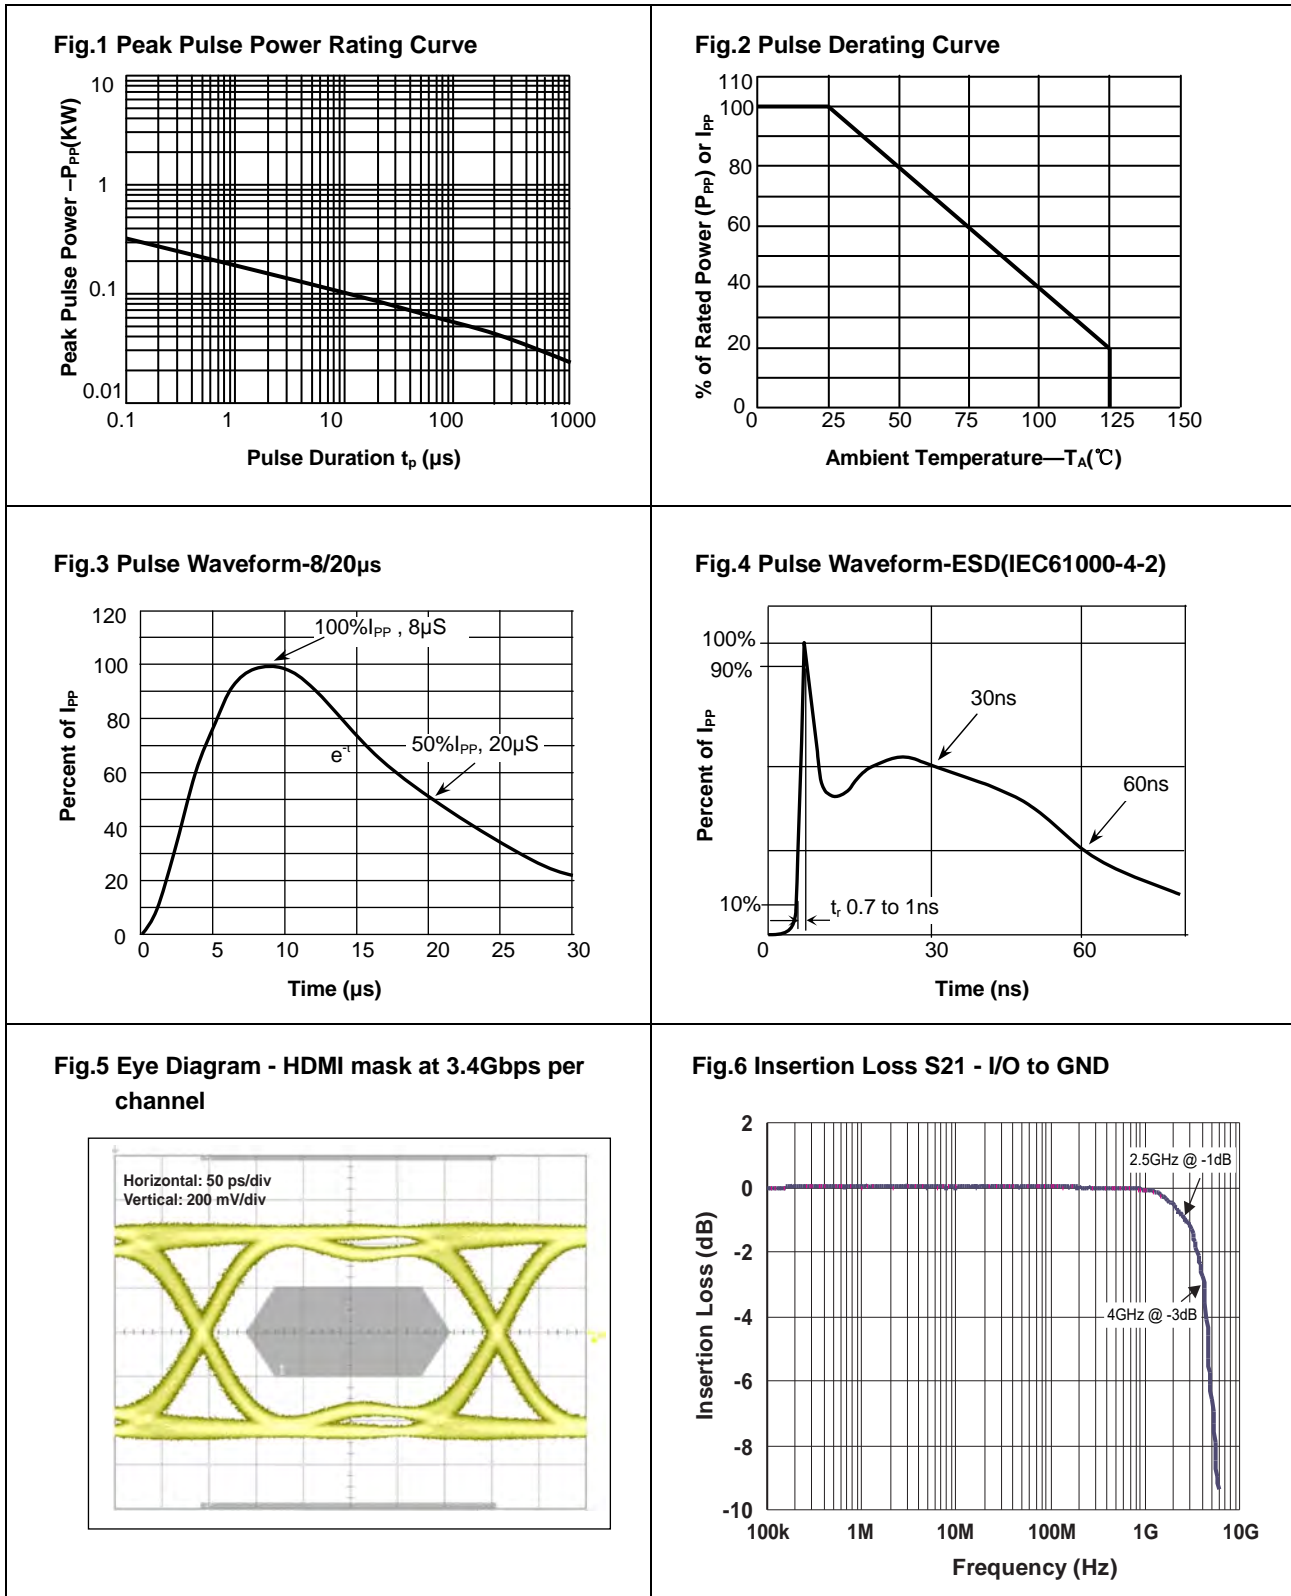 Fig.1 Peak Pulse Power Rating Curve
Peak Pulse Power –PPP(KW)
10
1
0.1
0.01
0.1 1 10 100 1000
Pulse Duration tp (µs)
Fig.2 Pulse Derating Curve
% of Rated Power (PPP) or IPP
110
100
80
60
40
20
0
0 25 50 75 100 125 150
Ambient Temperature—TA(℃)
Fig.3 Pulse Waveform-8/20µs
Percent of IPP
120
100
80
60
40
20
0
100%IPP , 8µS
50%IPP, 20µS
e-t
0 5 10 15 20 25 30
Time (µs)
Fig.4 Pulse Waveform-ESD(IEC61000-4-2)
Percent of IPP
100%
90%
10%
30ns
60ns
tr 0.7 to 1ns
0 30 60
Time (ns)
Fig.5 Eye Diagram - HDMI mask at 3.4Gbps per
channel
Horizontal: 50 ps/div
Vertical: 200 mV/div
Fig.6 Insertion Loss S21 - I/O to GND
Insertion Loss (dB)
2
0
-2
-4
-6
-8
-10
2.5GHz @ -1dB
4GHz @ -3dB
100k 1M 10M 100M 1G 10G
Frequency (Hz)